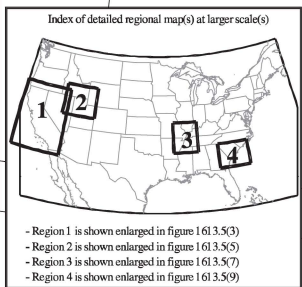 Index of detailed regional map(s) at larger scale(s)
1
2
3
4
- Region 1 is shown enlarged in figure 1613.5(3)
- Region 2 is shown enlarged in figure 1613.5(5)
- Region 3 is shown enlarged in figure 1613.5(7)
- Region 4 is shown enlarged in figure 1613.5(9)